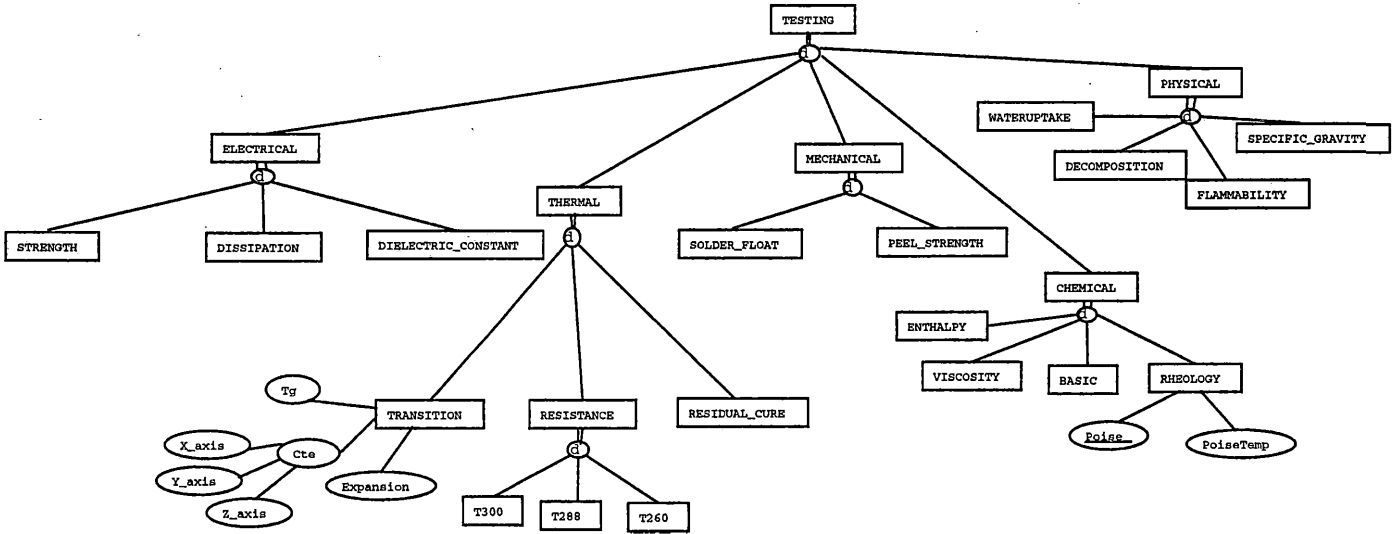 TESTING
d
PHYSICAL
WATERUPTAKE
d
SPECIFIC_GRAVITY
ELECTRICAL
MECHANICAL
DECOMPOSITION
d
d
FLAMMABILITY
THERMAL
STRENGTH
DISSIPATION
DIELECTRIC_CONSTANT
d
SOLDER_FLOAT
PEEL_STRENGTH
CHEMICAL
d
ENTHALPY
VISCOSITY
BASIC
RHEOLOGY
Tg
TRANSITION
RESISTANCE
RESIDUAL_CURE
Poise_
PoiseTemp
X_axis
Cte
d
Y_axis
Expansion
Z_axis
T300
T288
T260